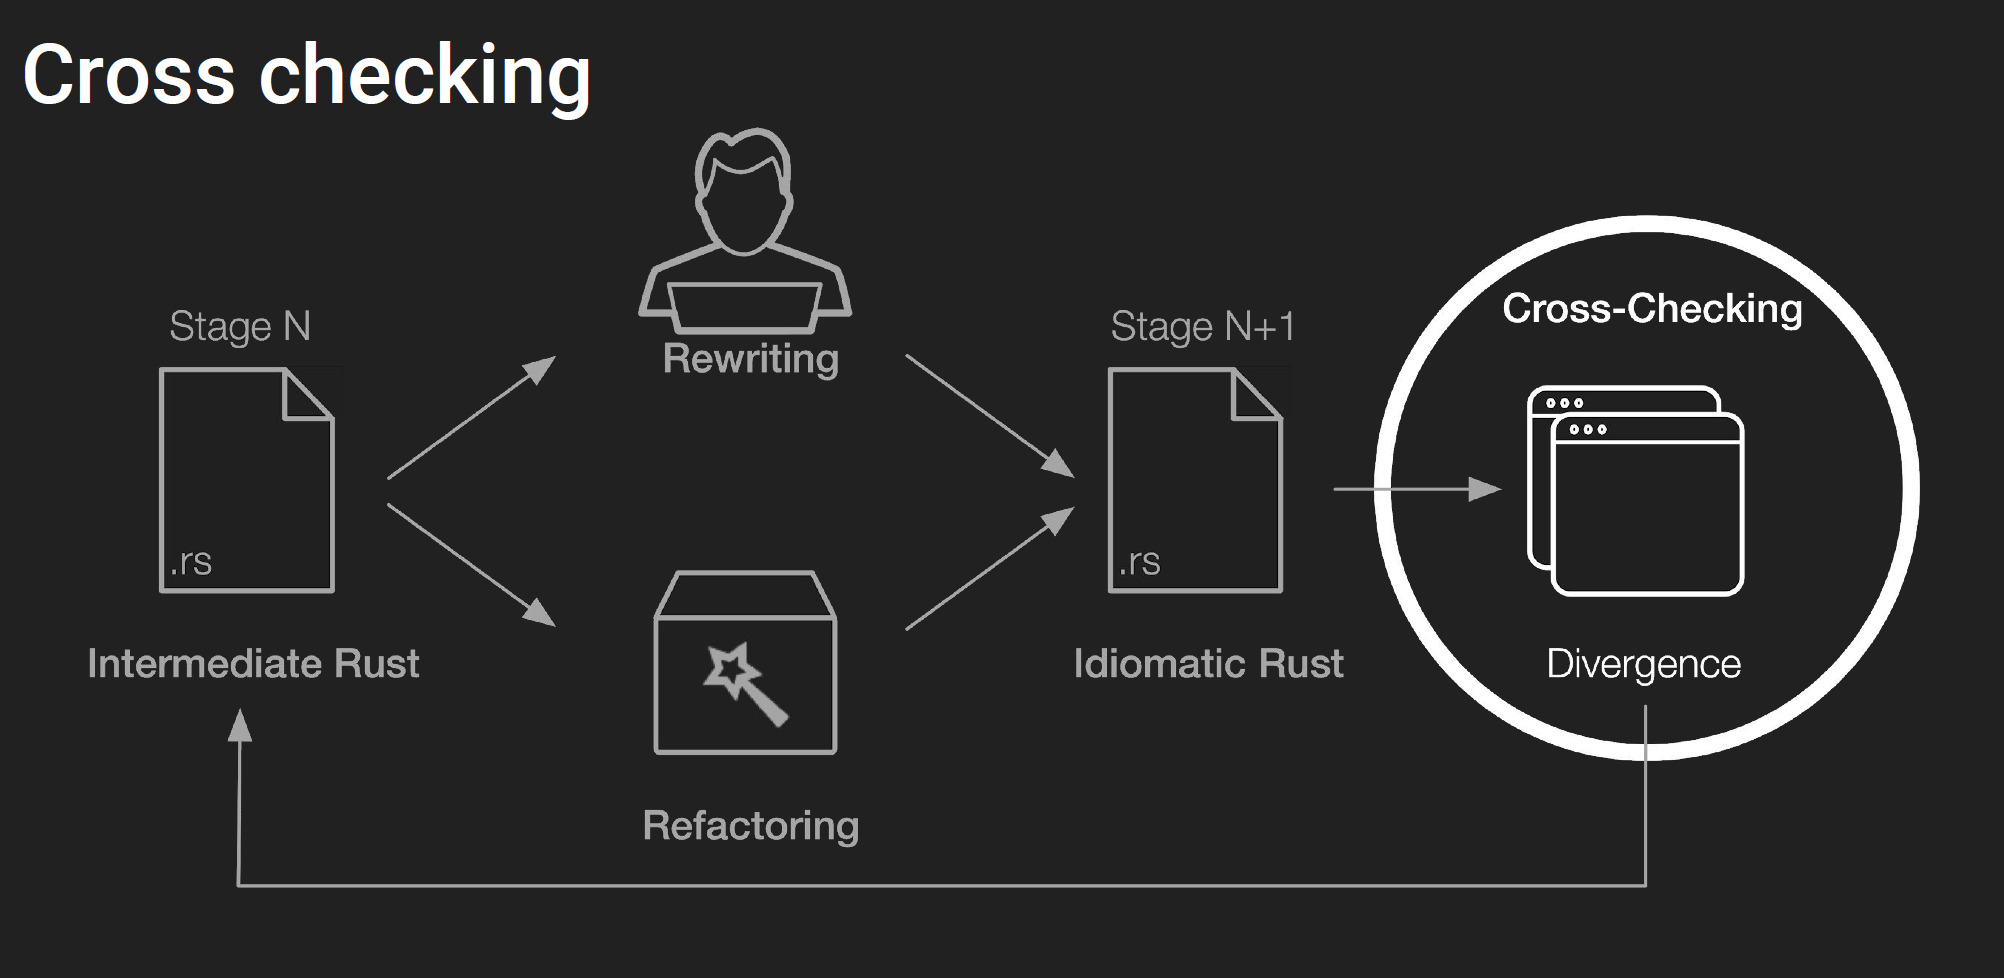 Cross checking
Stage N
.rs
Intermediate Rust
Rewriting
Refactoring
Stage N+1
.rs
Idiomatic Rust
Cross-Checking
Divergence